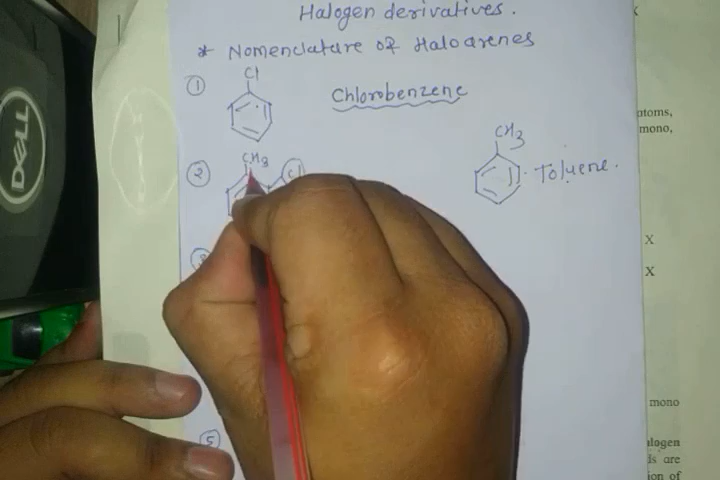 Halogen derivatives.
* Nomenclature of Haloarenes
① Cl
Chlorobenzene
CH3
Toluene.
② CH3 Cl
5
DELL
atoms,
mono,
X
X
mono
alogen
ds are
ion of